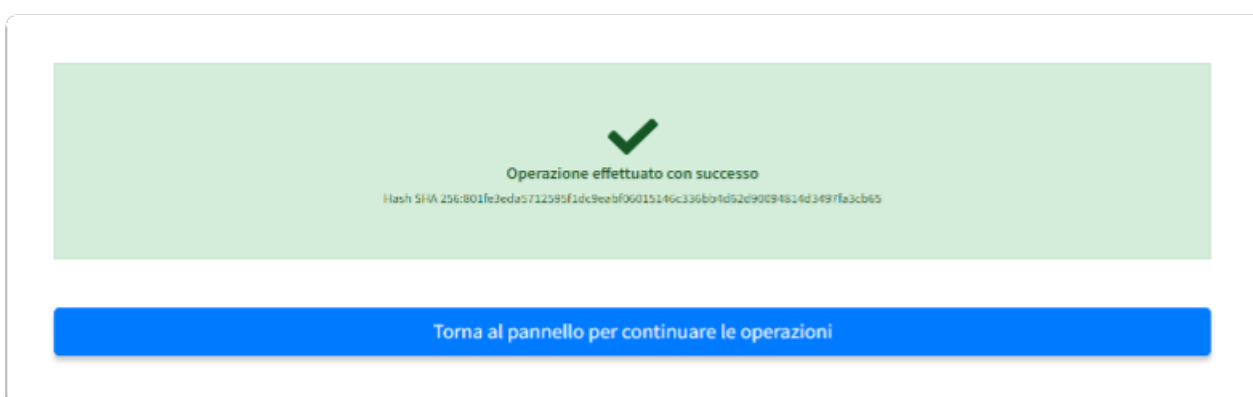 Operazione effettuato con successo
Hash SHA 256:
Torna al pannello per continuare le operazioni